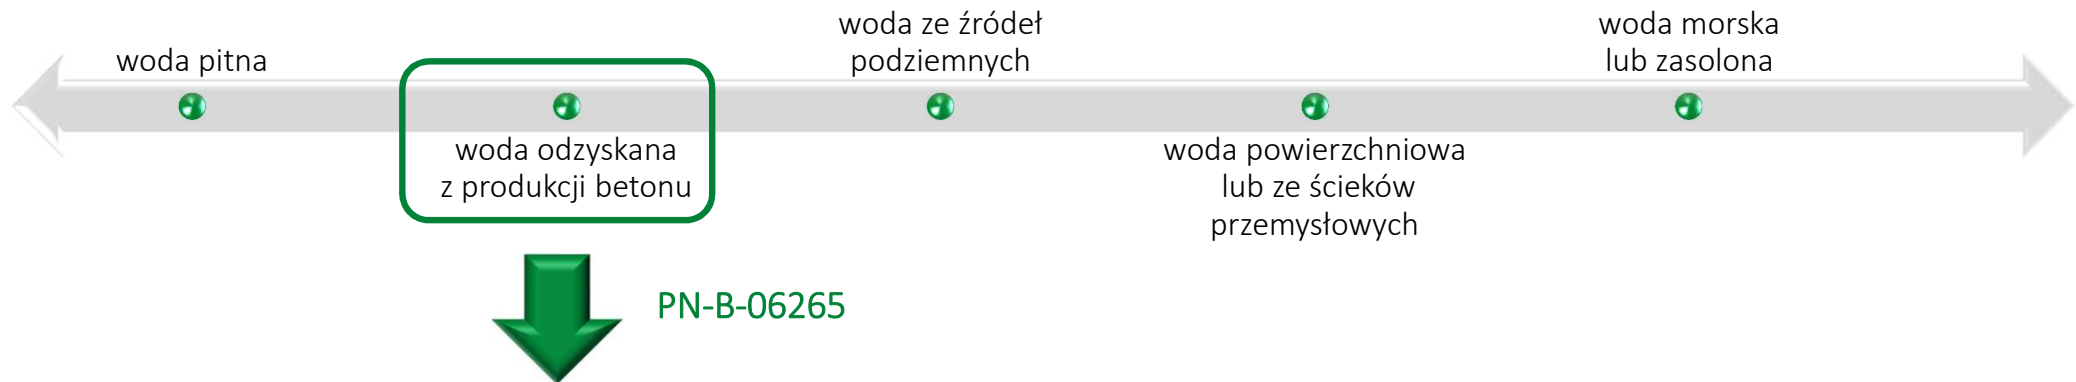 woda pitna
woda odzyskana
z produkcji betonu
woda ze źródeł
podziemnych
woda powierzchniowa
lub ze ścieków
przemysłowych
woda morska
lub zasolona
PN-B-06265